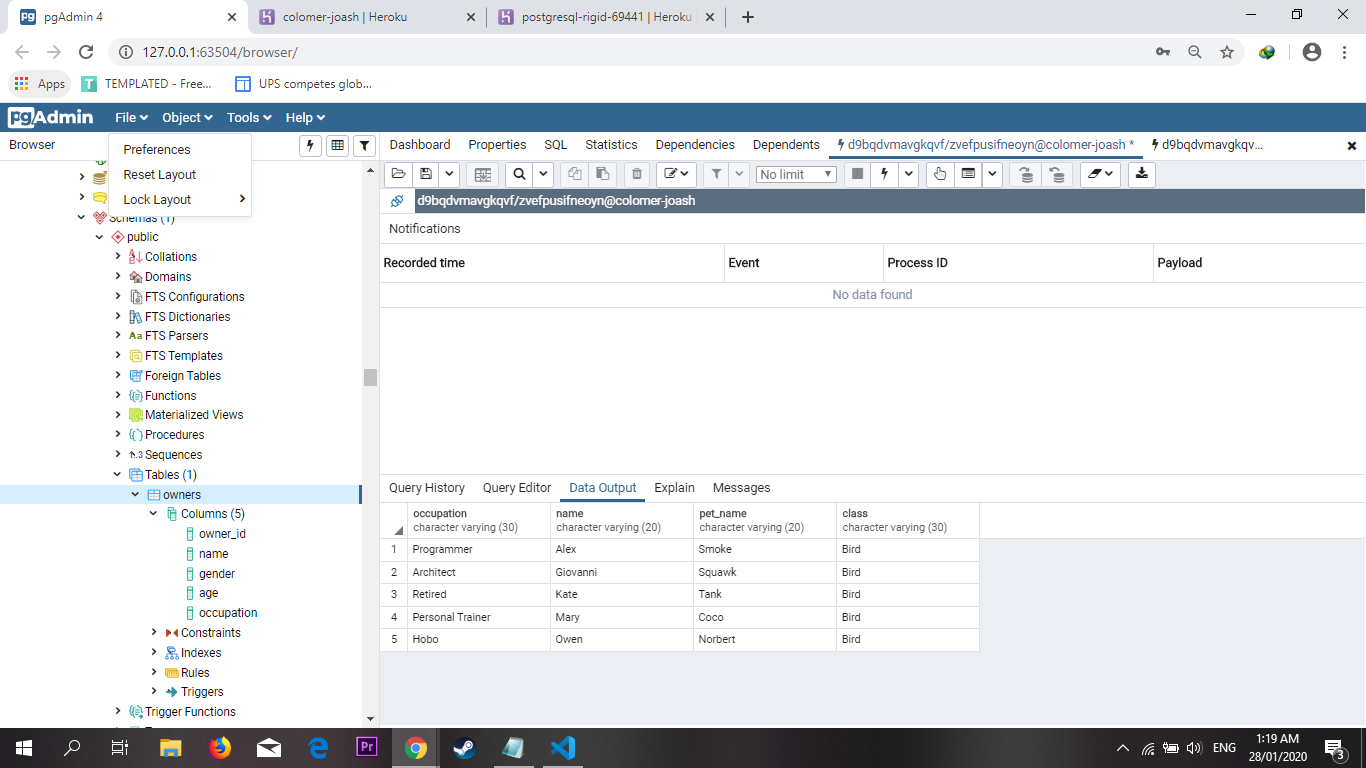 pgAdmin 4
colomer-joash | Heroku
postgresql-rigid-69441 | Heroku
127.0.0.1:63504/browser/
Apps
TEMPLATED - Free...
UPS competes glob...
pgAdmin
File
Object
Tools
Help
Browser
Preferences
Reset Layout
Lock Layout
Schemas (1)
public
Collations
Domains
FTS Configurations
FTS Dictionaries
FTS Parsers
FTS Templates
Foreign Tables
Functions
Materialized Views
Procedures
1..3 Sequences
Tables (1)
owners
Columns (5)
owner_id
name
gender
age
occupation
Constraints
Indexes
Rules
Triggers
Trigger Functions
Dashboard
Properties
SQL
Statistics
Dependencies
Dependents
d9bqdvmavgkqvf/zvefpusifneoyn@colomer-joash *
d9bqdvmavgkqv...
No limit
d9bqdvmavgkqvf/zvefpusifneoyn@colomer-joash
Notifications
Recorded time Event Process ID Payload
No data found
Query History
Query Editor
Data Output
Explain
Messages
occupation name pet_name class
character varying (30) character varying (20) character varying (20) character varying (30)
1 Programmer Alex Smoke Bird
2 Architect Giovanni Squawk Bird
3 Retired Kate Tank Bird
4 Personal Trainer Mary Coco Bird
5 Hobo Owen Norbert Bird
Pr
ENG
1:19 AM
28/01/2020
3